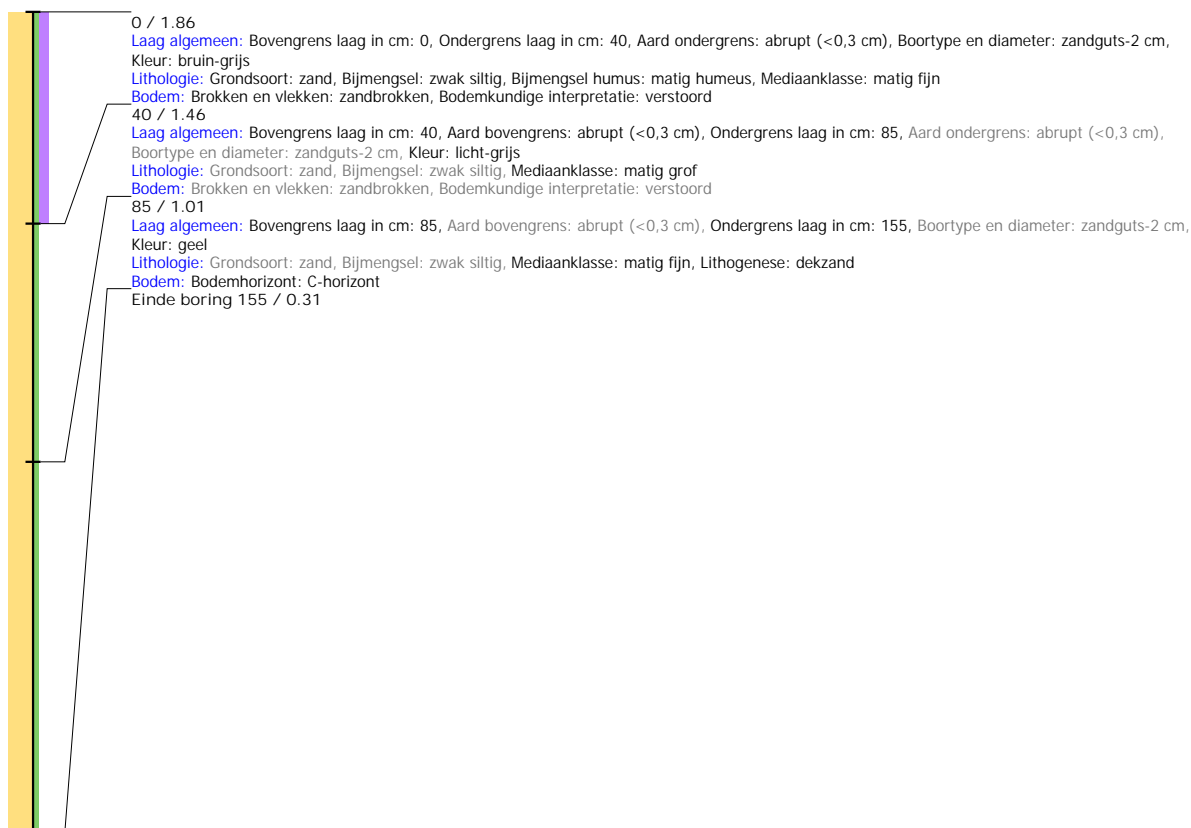 0 / 1.86
Laag algemeen: Bovengrens laag in cm: 0, Ondergrens laag in cm: 40, Aard ondergrens: abrupt (<0,3 cm), Boortype en diameter: zandguts-2 cm,
Kleur: bruin-grijs
Lithologie: Grondsoort: zand, Bijmengsel: zwak siltig, Bijmengsel humus: matig humeus, Mediaanklasse: matig fijn
Bodem: Brokken en vlekken: zandbrokken, Bodemkundige interpretatie: verstoord
40 / 1.46
Laag algemeen: Bovengrens laag in cm: 40, Aard bovengrens: abrupt (<0,3 cm), Ondergrens laag in cm: 85, Aard ondergrens: abrupt (<0,3 cm),
Boortype en diameter: zandguts-2 cm, Kleur: licht-grijs
Lithologie: Grondsoort: zand, Bijmengsel: zwak siltig, Mediaanklasse: matig grof
Bodem: Brokken en vlekken: zandbrokken, Bodemkundige interpretatie: verstoord
85 / 1.01
Laag algemeen: Bovengrens laag in cm: 85, Aard bovengrens: abrupt (<0,3 cm), Ondergrens laag in cm: 155, Boortype en diameter: zandguts-2 cm,
Kleur: geel
Lithologie: Grondsoort: zand, Bijmengsel: zwak siltig, Mediaanklasse: matig fijn, Lithogenese: dekzand
Bodem: Bodemhorizont: C-horizont
Einde boring 155 / 0.31